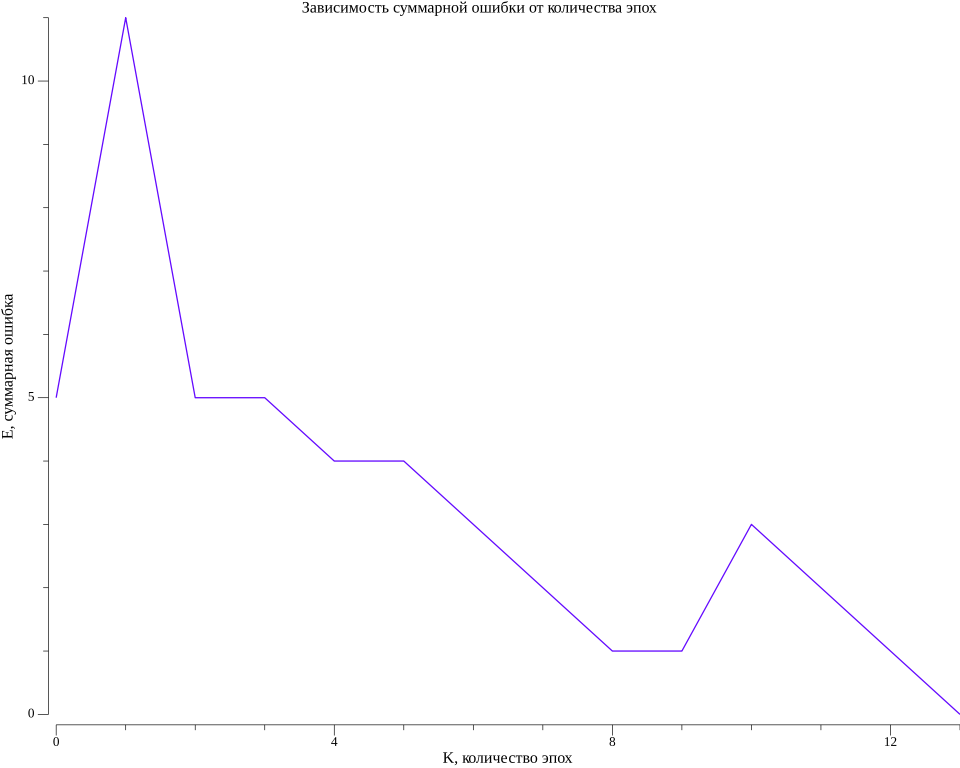 Зависимость суммарной ошибки от количества эпох
10
5
0
E, суммарная ошибка
0 4 8 12
K, количество эпох